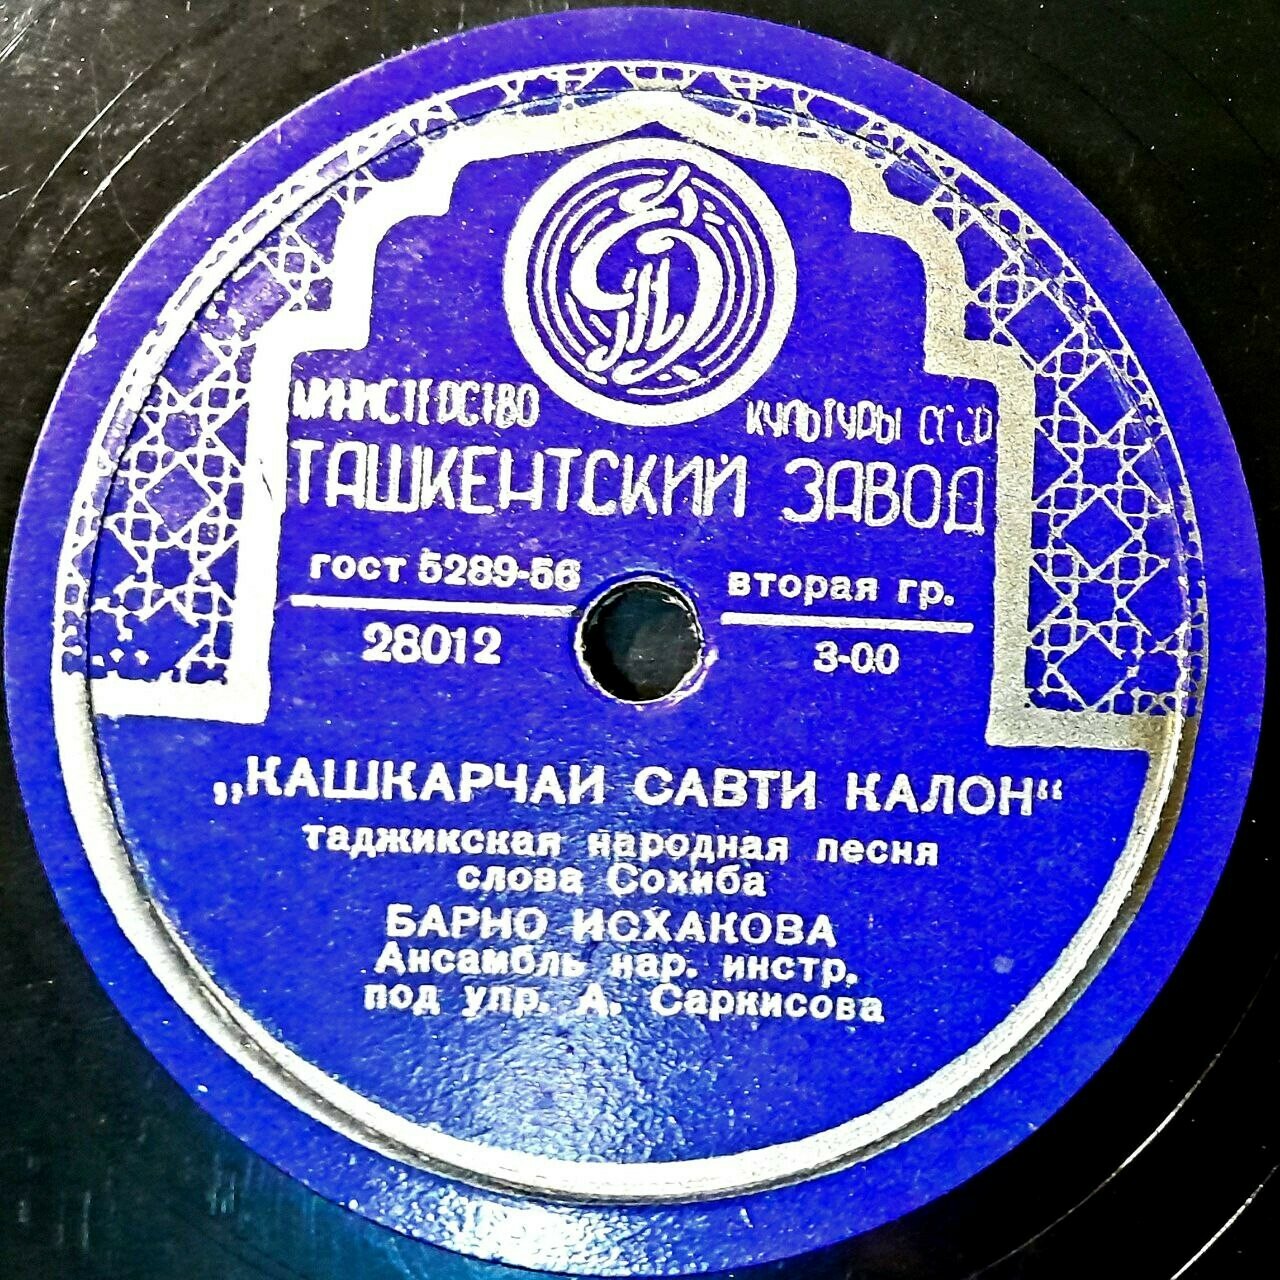 МИНИСТЕРСТВО КУЛЬТУРЫ СССР
ТАШКЕНТСКИЙ ЗАВОД
гост 5289-56 вторая гр.
28012 3-00
„КАШКАРЧАИ САВТИ КАЛОН“
таджикская народная песня
слова Сохиба
БАРНО ИСХАКОВА
Ансамбль нар. инстр.
под упр. А. Саркисова